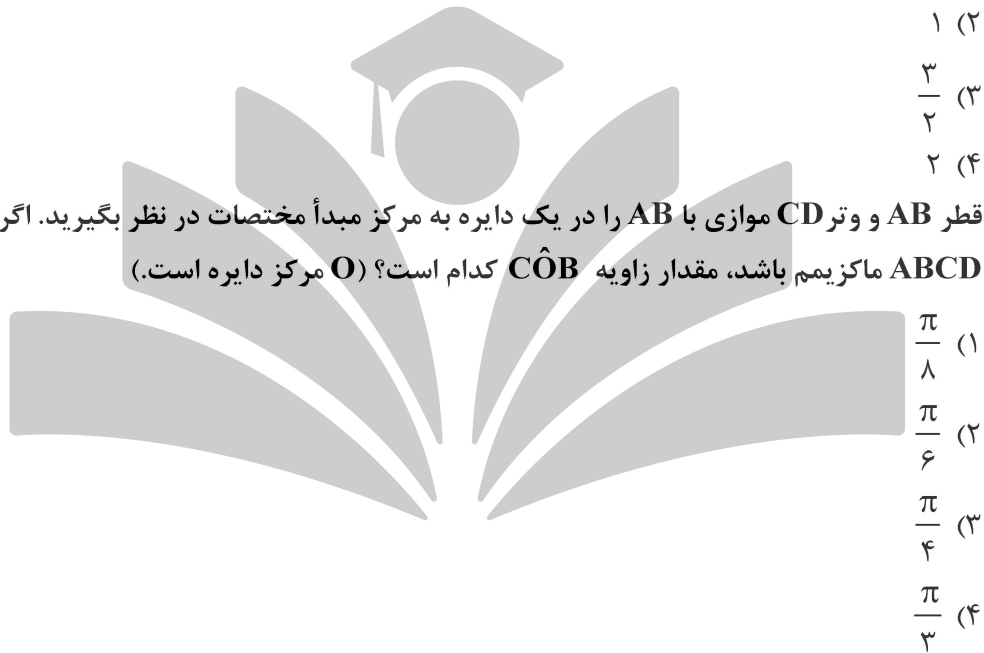 ۲) ۱
۳) ۳/۲
۴) ۲
قطر AB و وتر CD موازی با AB را در یک دایره به مرکز مبدأ مختصات در نظر بگیرید. اگر
ABCD ماکزیمم باشد، مقدار زاویه CÔB کدام است؟ (O مرکز دایره است.)
۱) π/۸
۲) π/۶
۳) π/۴
۴) π/۳